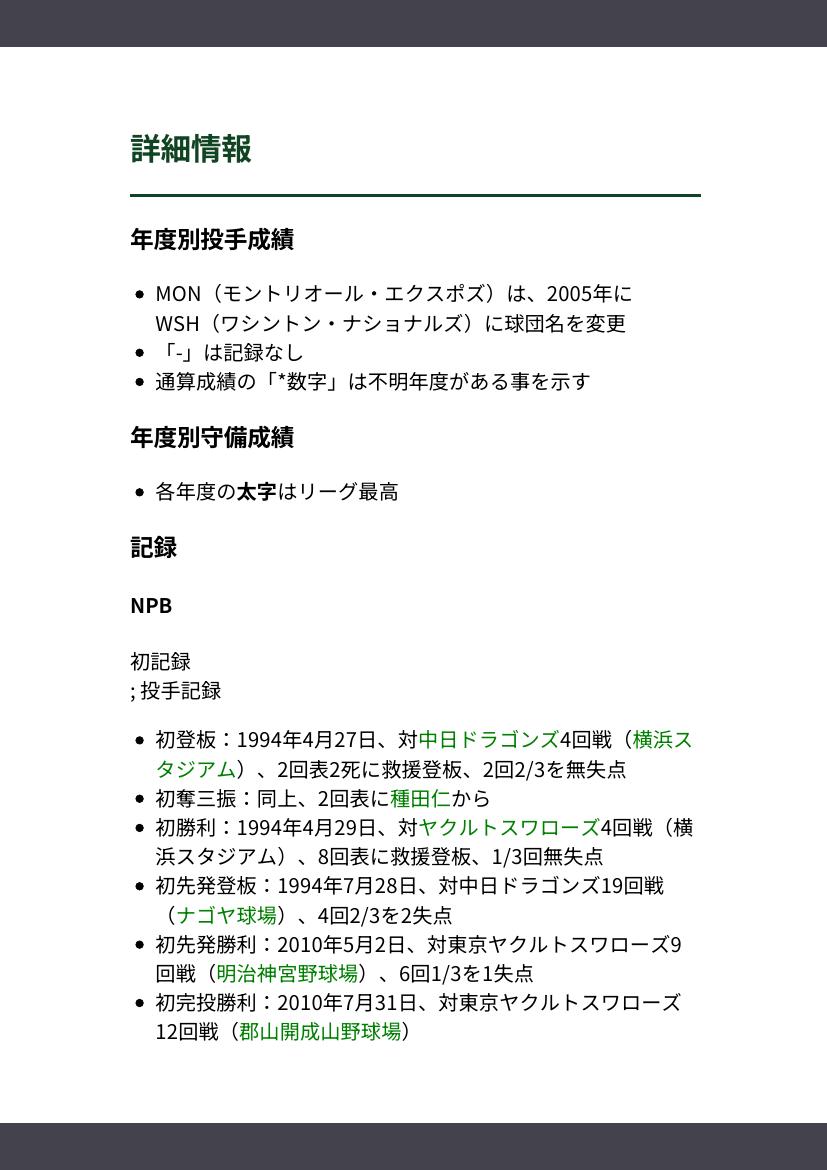 詳細情報
年度別投手成績
MON（モントリオール・エクスポズ）は、2005年に
WSH（ワシントン・ナショナルズ）に球団名を変更
「-」は記録なし
通算成績の「*数字」は不明年度がある事を示す
年度別守備成績
各年度の太字はリーグ最高
記録
NPB
初記録
; 投手記録
初登板：1994年4月27日、対中日ドラゴンズ4回戦（横浜ス
タジアム）、2回表2死に救援登板、2回2/3を無失点
初奪三振：同上、2回表に種田仁から
初勝利：1994年4月29日、対ヤクルトスワローズ4回戦（横
浜スタジアム）、8回表に救援登板、1/3回無失点
初先発登板：1994年7月28日、対中日ドラゴンズ19回戦
（ナゴヤ球場）、4回2/3を2失点
初先発勝利：2010年5月2日、対東京ヤクルトスワローズ9
回戦（明治神宮野球場）、6回1/3を1失点
初完投勝利：2010年7月31日、対東京ヤクルトスワローズ
12回戦（郡山開成山野球場）